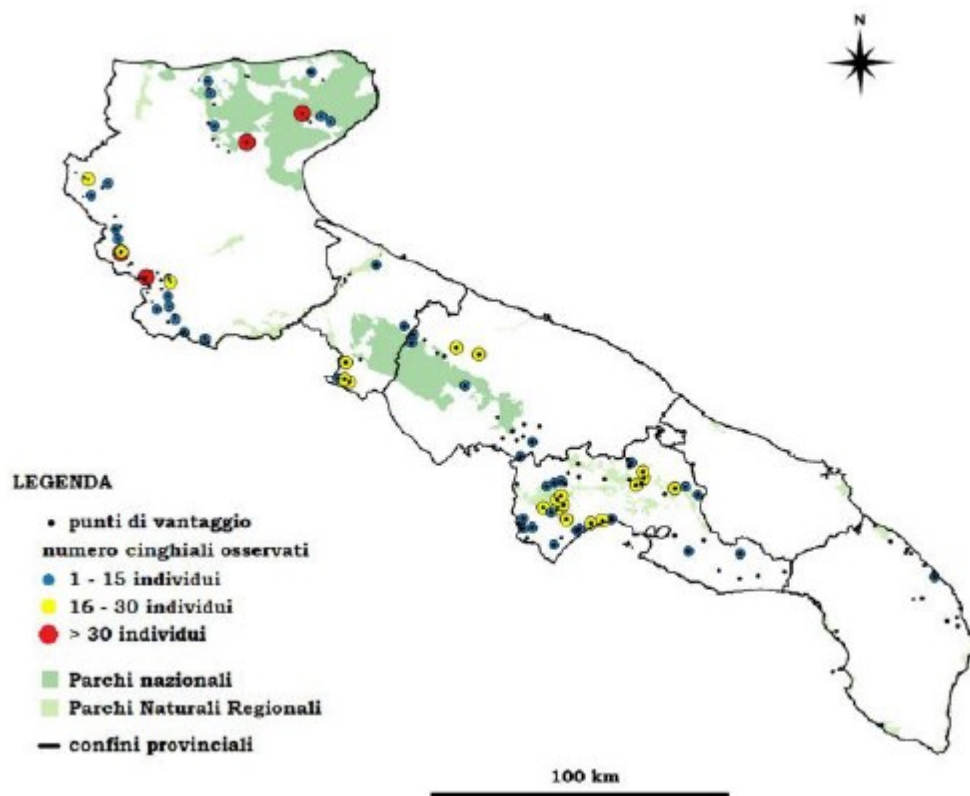 N
LEGENDA
punti di vantaggio
numero cinghiali osservati
1 - 15 individui
16 - 30 individui
> 30 individui
Parchi nazionali
Parchi Naturali Regionali
confini provinciali
100 km